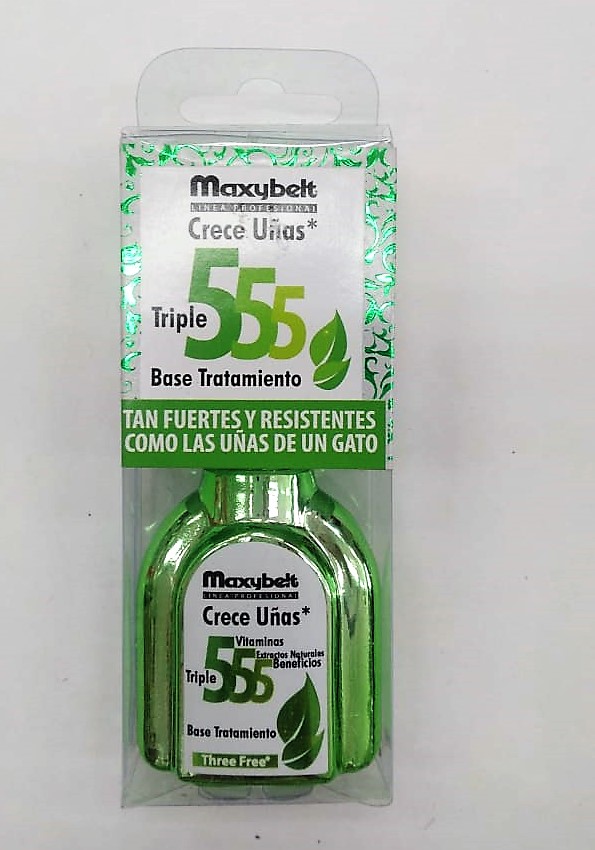 Maxybelt
LINEA PROFESIONAL
Crece Uñas*
Triple 555
Base Tratamiento
TAN FUERTES Y RESISTENTES
COMO LAS UÑAS DE UN GATO
Maxybelt
LINEA PROFESIONAL
Crece Uñas*
Vitaminas
Extractos Naturales
Beneficios
Triple 555
Base Tratamiento
Three Free*